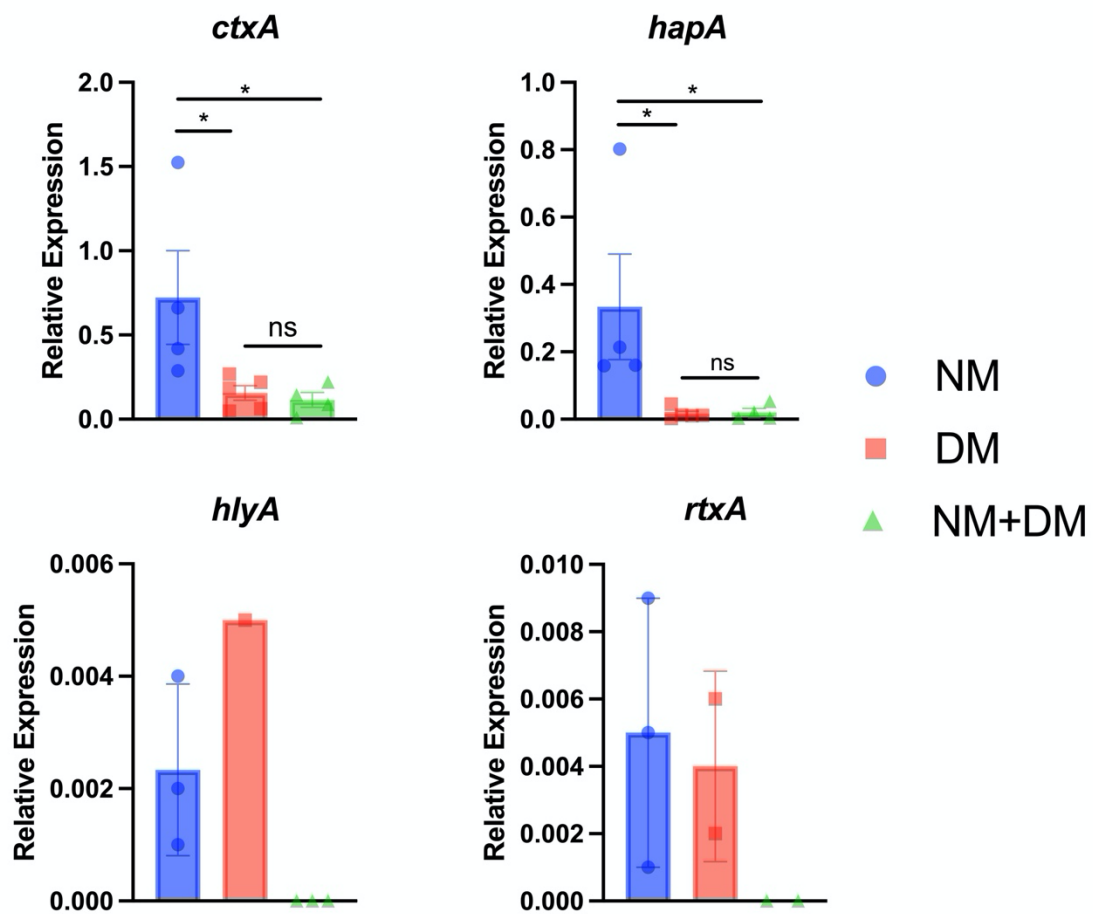 ctxA
2.0
1.5
1.0
0.5
0.0
Relative Expression
*
*
ns
hapA
1.0
0.8
0.6
0.4
0.2
0.0
Relative Expression
*
*
ns
NM
DM
NM+DM
hlyA
0.006
0.004
0.002
0.000
Relative Expression
rtxA
0.010
0.008
0.006
0.004
0.002
0.000
Relative Expression